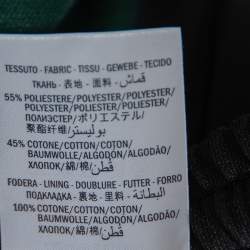 TESSUTO - FABRIC - TISSU - GEWEBE - TECIDO
ТКАНЬ - 表地 - 面料 - قماش
55% POLIESTERE/POLYESTER/POLYESTER/
POLYESTER/POLYESTER/POLIÉSTER/
ПОЛИЭСТЕР/ポリエステル/
聚酯纤维/بوليستر
45% COTONE/COTTON/COTON/
BAUMWOLLE/ALGODÓN/ALGODÃO/
ХЛОПОК/綿/棉/قطن
FODERA - LINING - DOUBLURE - FUTTER - FORRO
ПОДКЛАДКА - 裏地 - 里料 - البطانة
100% COTONE/COTTON/COTON/
BAUMWOLLE/ALGODÓN/ALGODÃO/
ХЛОПОК/綿/棉/قطن